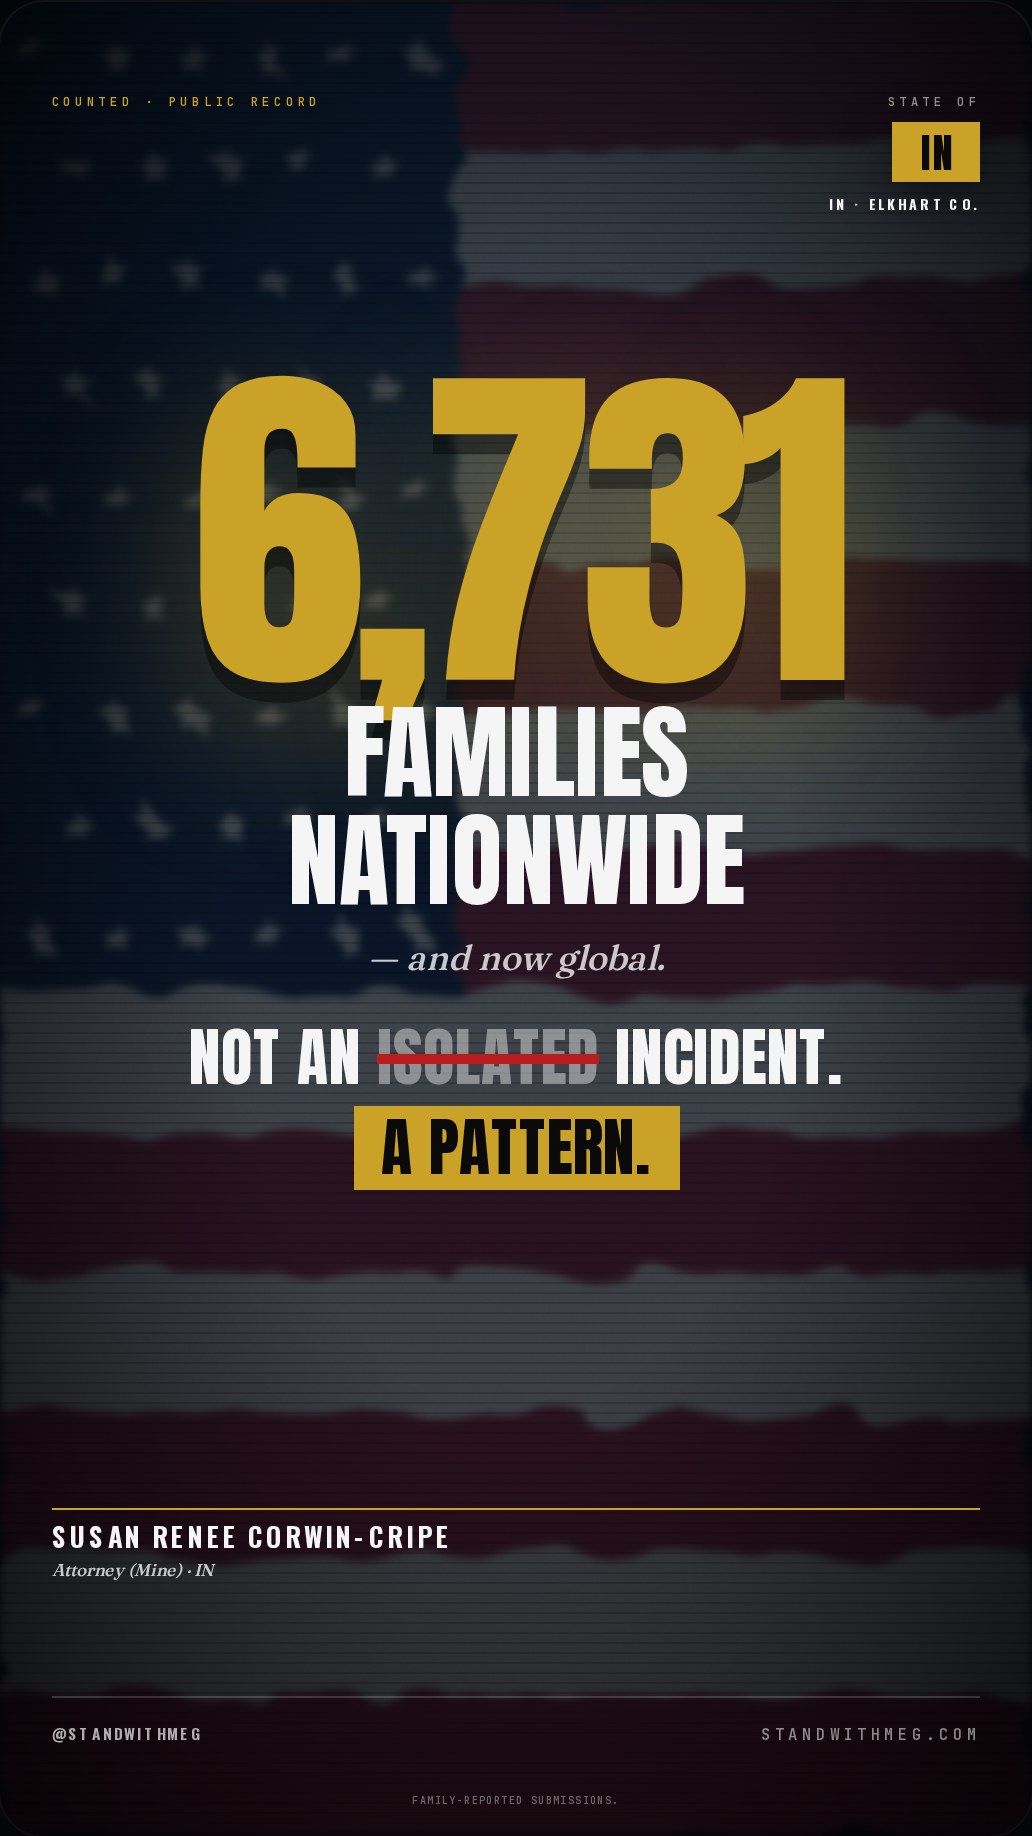 COUNTED · PUBLIC RECORD
STATE OF
IN
IN · ELKHART CO.
6,731
FAMILIES
NATIONWIDE
— and now global.
NOT AN ISOLATED INCIDENT.
A PATTERN.
SUSAN RENEE CORWIN-CRIPE
Attorney (Mine) · IN
@STANDWITHMEG
STANDWITHMEG.COM
FAMILY-REPORTED SUBMISSIONS.